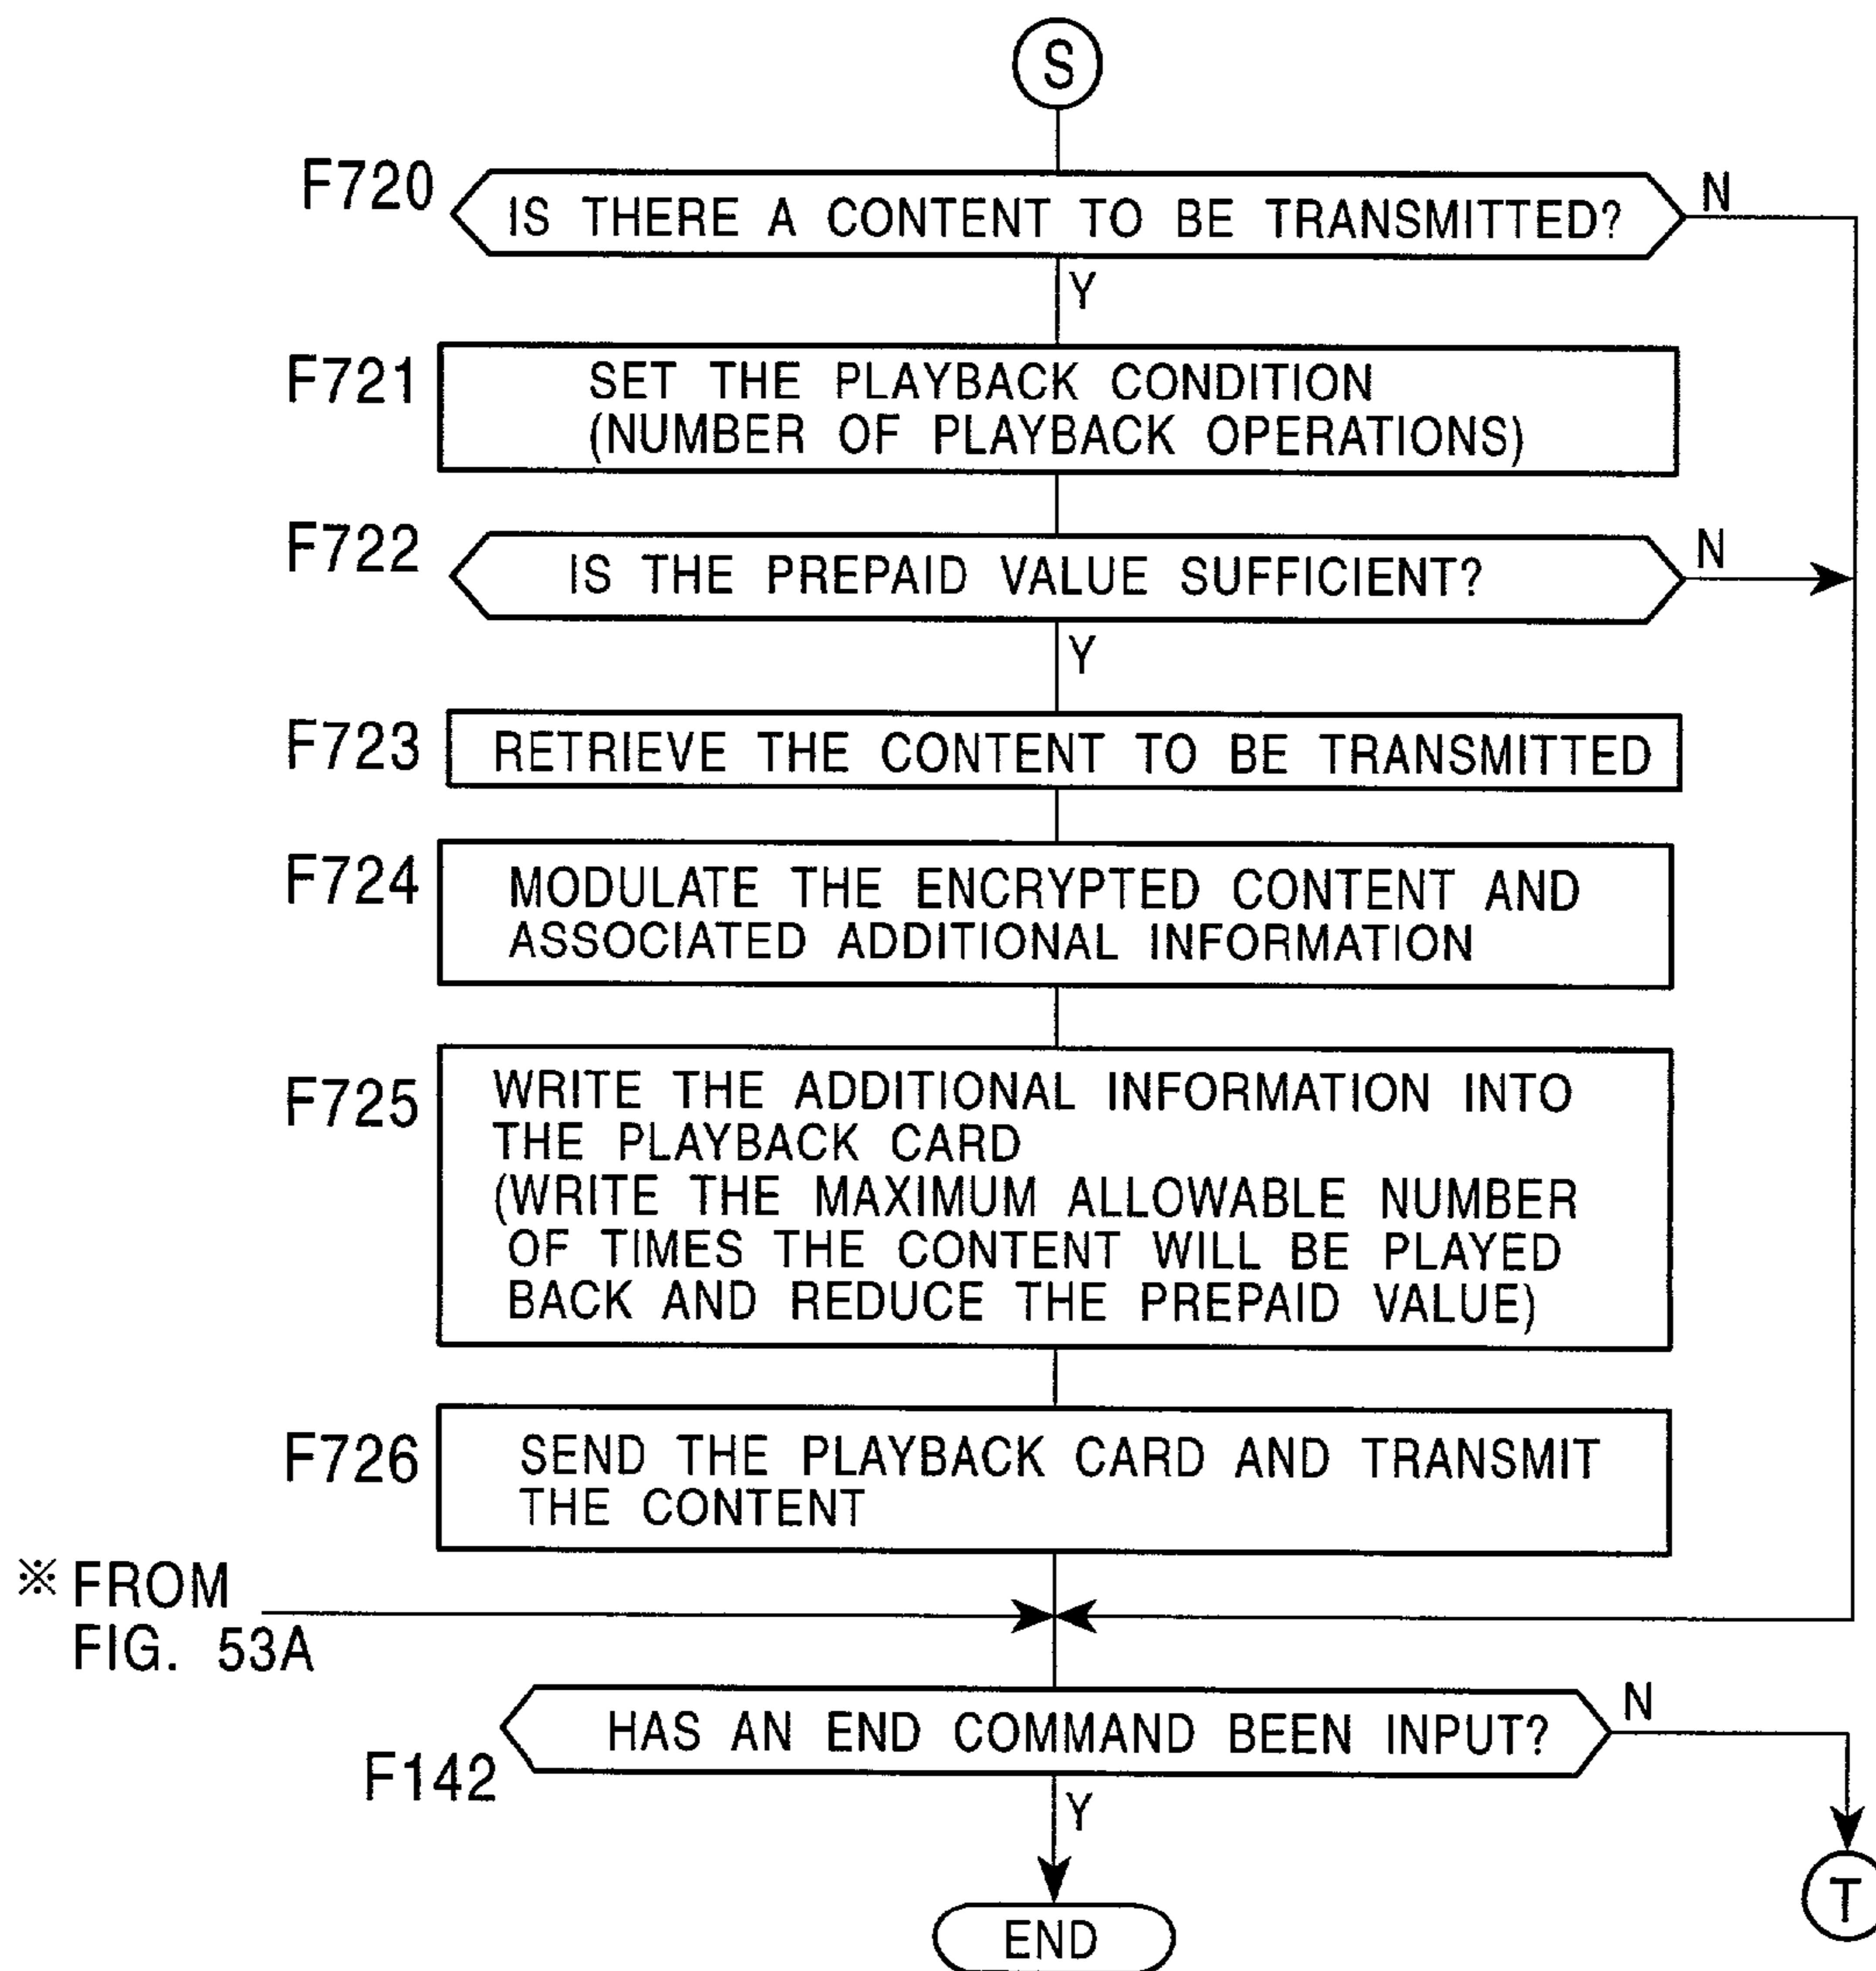 S
F720
IS THERE A CONTENT TO BE TRANSMITTED?
N
Y
F721
SET THE PLAYBACK CONDITION
(NUMBER OF PLAYBACK OPERATIONS)
F722
IS THE PREPAID VALUE SUFFICIENT?
N
Y
F723
RETRIEVE THE CONTENT TO BE TRANSMITTED
F724
MODULATE THE ENCRYPTED CONTENT AND
ASSOCIATED ADDITIONAL INFORMATION
F725
WRITE THE ADDITIONAL INFORMATION INTO
THE PLAYBACK CARD
(WRITE THE MAXIMUM ALLOWABLE NUMBER
OF TIMES THE CONTENT WILL BE PLAYED
BACK AND REDUCE THE PREPAID VALUE)
F726
SEND THE PLAYBACK CARD AND TRANSMIT
THE CONTENT
※ FROM
FIG. 53A
HAS AN END COMMAND BEEN INPUT?
N
F142
Y
T
END